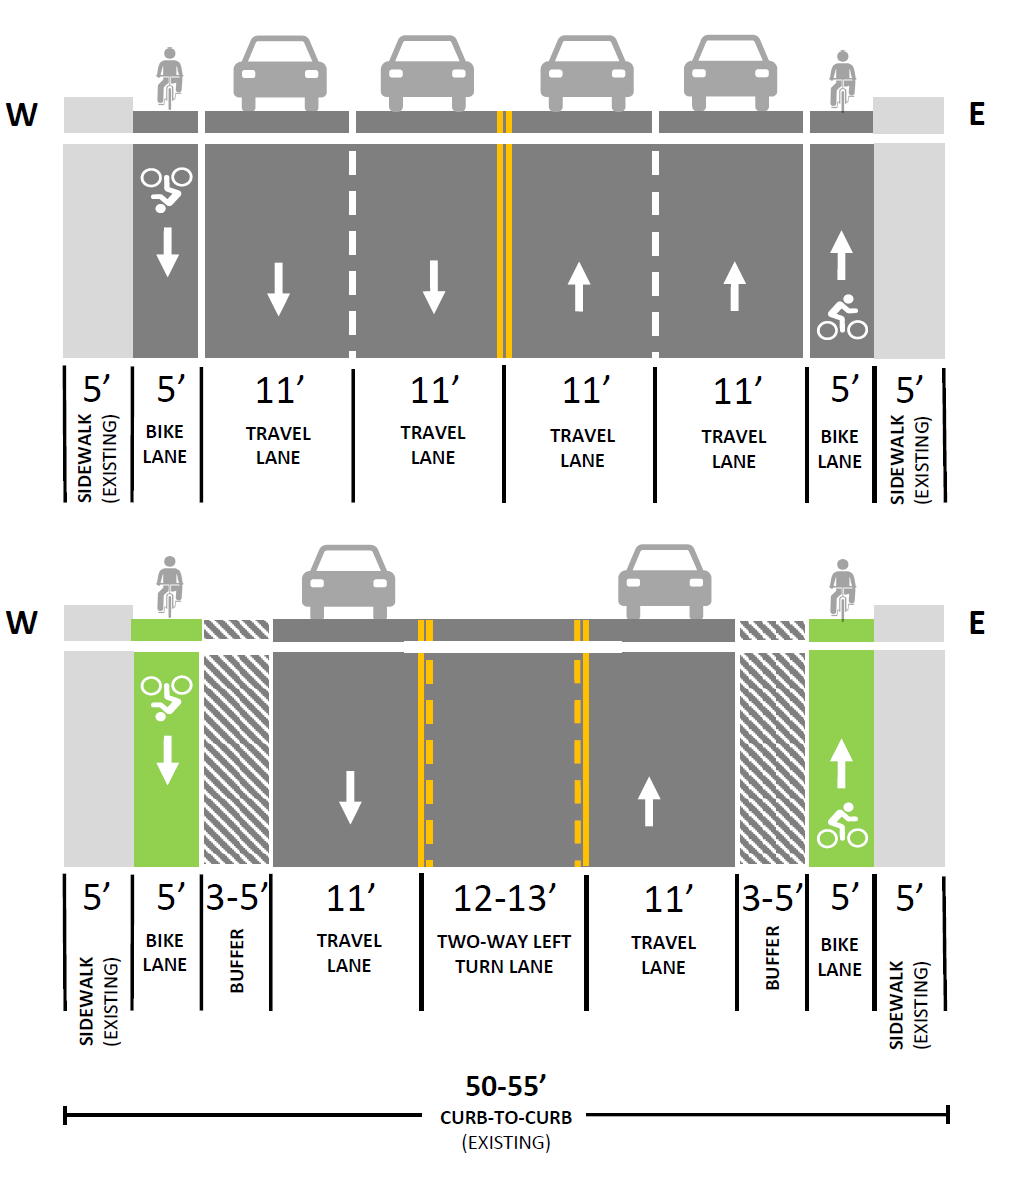 W
E
5’
5’
11’
11’
11’
11’
5’
5’
SIDEWALK
(EXISTING)
BIKE
LANE
TRAVEL
LANE
TRAVEL
LANE
TRAVEL
LANE
TRAVEL
LANE
BIKE
LANE
SIDEWALK
(EXISTING)
W
E
5’
5’
3-5’
11’
12-13’
11’
3-5’
5’
5’
SIDEWALK
(EXISTING)
BIKE
LANE
BUFFER
TRAVEL
LANE
TWO-WAY LEFT
TURN LANE
TRAVEL
LANE
BUFFER
BIKE
LANE
SIDEWALK
(EXISTING)
50-55’
CURB-TO-CURB
(EXISTING)